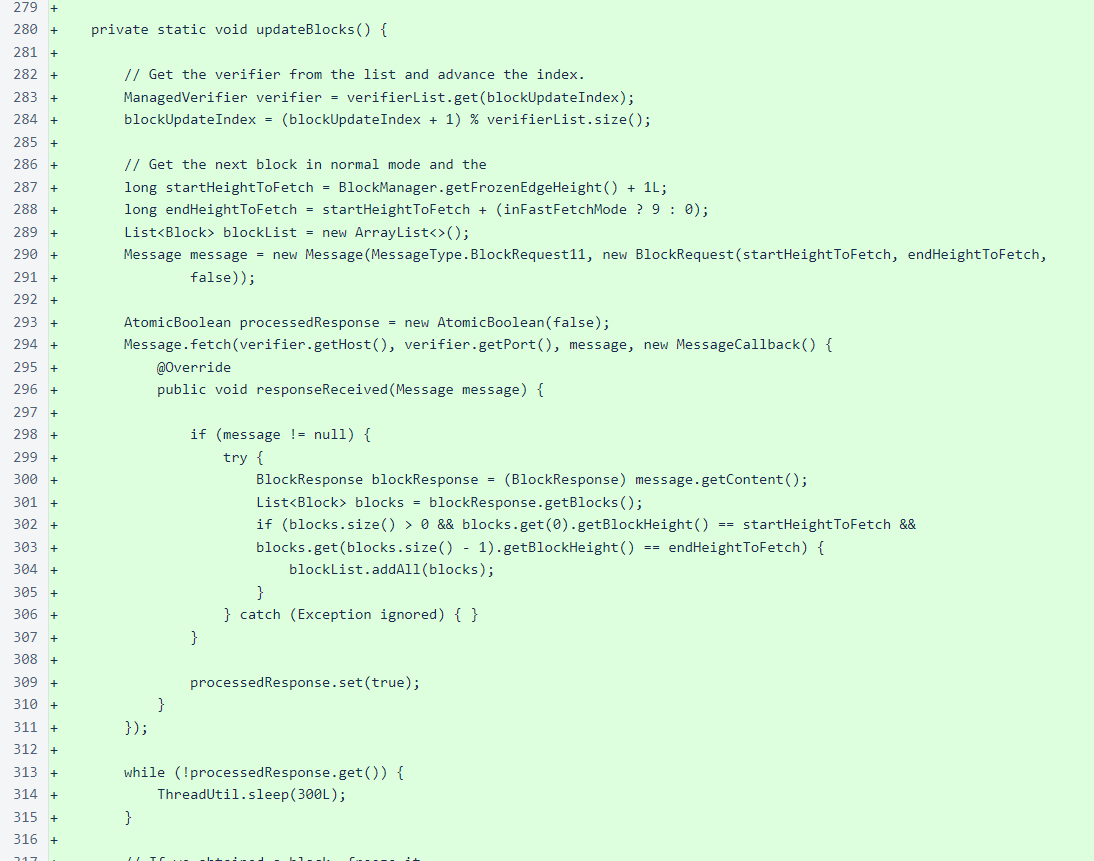 279 +
280 + private static void updateBlocks() {
281 +
282 + // Get the verifier from the list and advance the index.
283 + ManagedVerifier verifier = verifierList.get(blockUpdateIndex);
284 + blockUpdateIndex = (blockUpdateIndex + 1) % verifierList.size();
285 +
286 + // Get the next block in normal mode and the
287 + long startHeightToFetch = BlockManager.getFrozenEdgeHeight() + 1L;
288 + long endHeightToFetch = startHeightToFetch + (inFastFetchMode ? 9 : 0);
289 + List<Block> blockList = new ArrayList<>();
290 + Message message = new Message(MessageType.BlockRequest11, new BlockRequest(startHeightToFetch, endHeightToFetch,
291 + false));
292 +
293 + AtomicBoolean processedResponse = new AtomicBoolean(false);
294 + Message.fetch(verifier.getHost(), verifier.getPort(), message, new MessageCallback() {
295 + @Override
296 + public void responseReceived(Message message) {
297 +
298 + if (message != null) {
299 + try {
300 + BlockResponse blockResponse = (BlockResponse) message.getContent();
301 + List<Block> blocks = blockResponse.getBlocks();
302 + if (blocks.size() > 0 && blocks.get(0).getBlockHeight() == startHeightToFetch &&
303 + blocks.get(blocks.size() - 1).getBlockHeight() == endHeightToFetch) {
304 + blockList.addAll(blocks);
305 + }
306 + } catch (Exception ignored) { }
307 + }
308 +
309 + processedResponse.set(true);
310 + }
311 + });
312 +
313 + while (!processedResponse.get()) {
314 + ThreadUtil.sleep(300L);
315 + }
316 +
317 + // If we obtained a block, freeze it.